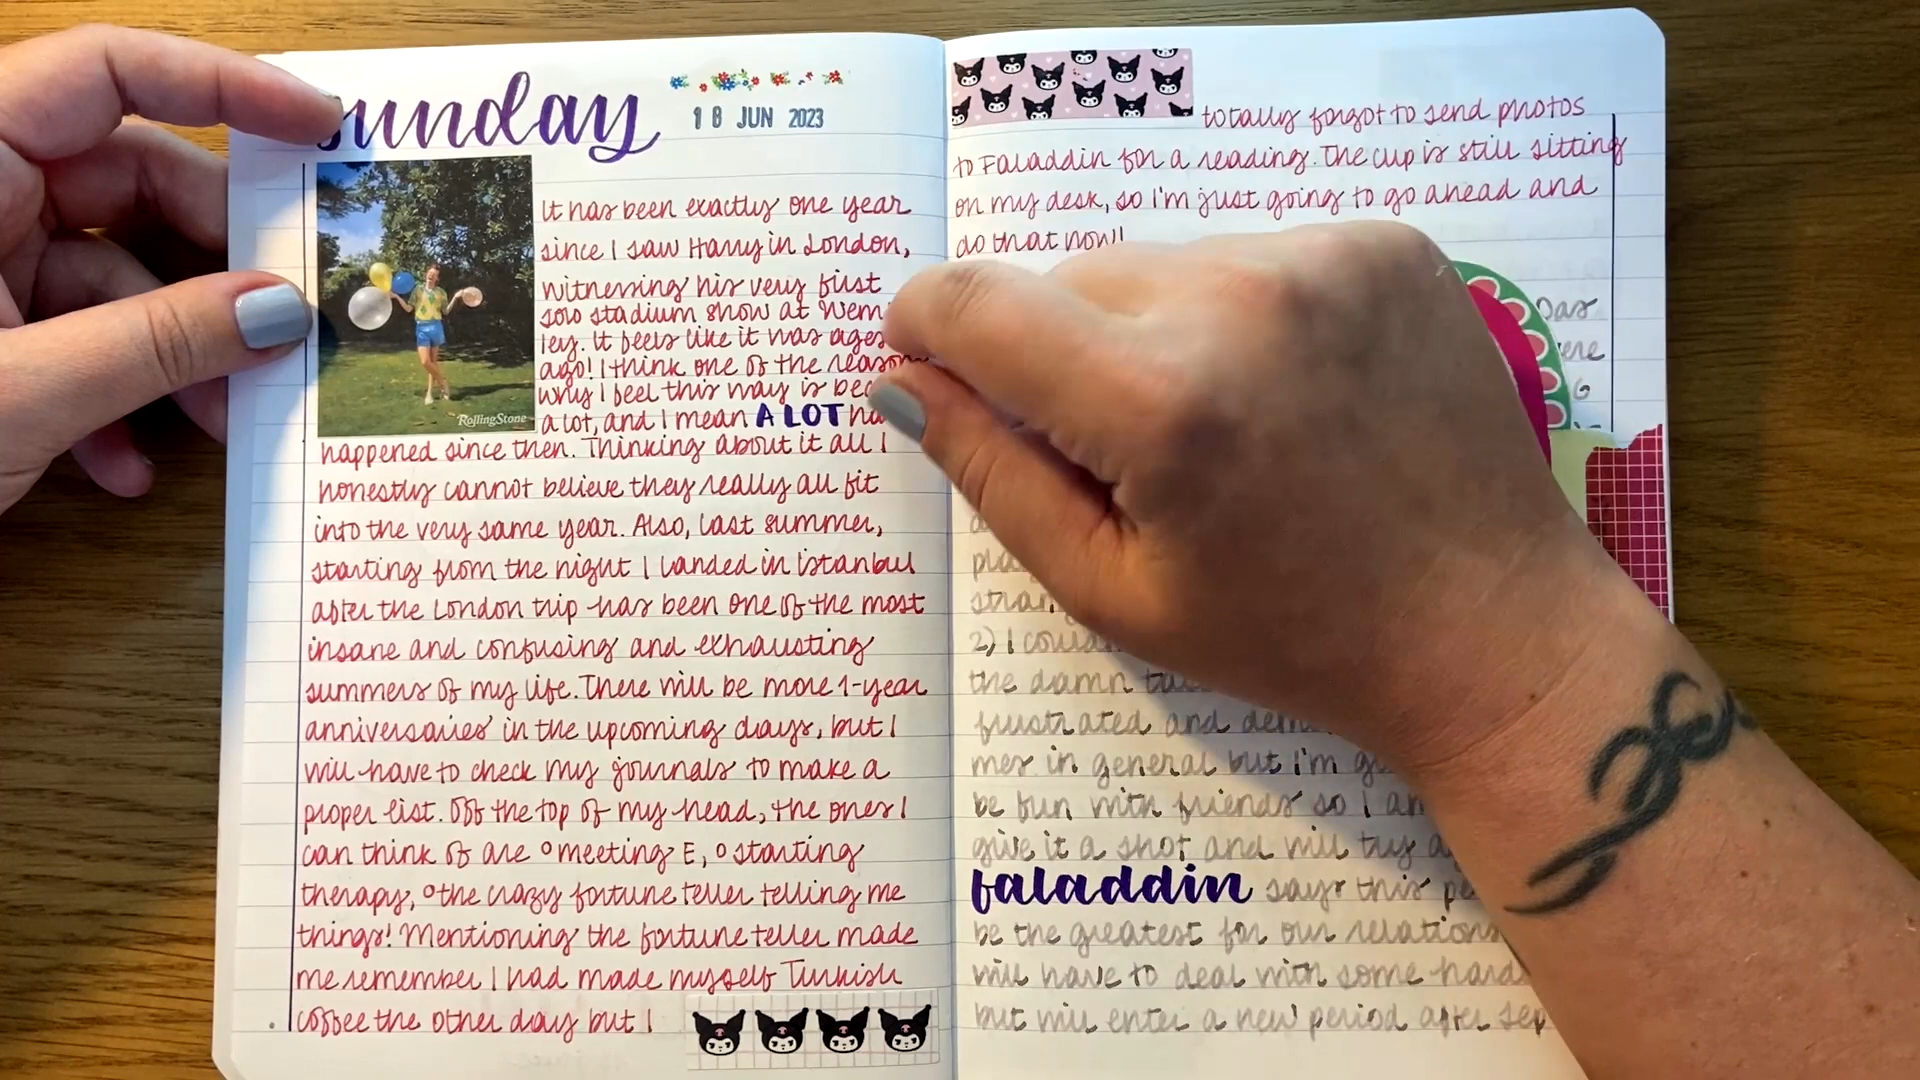 Sunday
18 JUN 2023
It has been exactly one year
since I saw Harry in London,
witnessing his very first
solo stadium show at Wem
ley. It feels like it was ages
ago! I think one of the reason
why I feel this way is bec
a lot, and I mean A LOT ha
RollingStone
happened since then. Thinking about it all I
honestly cannot believe they really all fit
into the very same year. Also, last summer,
starting from the night I landed in İstanbul
after the London trip has been one of the most
insane and confusing and exhausting
summers of my life. There will be more 1-year
anniversaries in the upcoming days, but I
will have to check my journals to make a
proper list. Off the top of my head, the ones I
can think of are °meeting E, °starting
therapy, °the crazy fortune teller telling me
things! Mentioning the fortune teller made
me remember I had made myself Turkish
coffee the other day but I
totally forgot to send photos
to Faladdin for a reading. The cup is still sitting
on my desk, so I'm just going to go ahead and
do that now!
2) I could
the damn
frustrated and
mes in general but I'm
be fun with friends so I am
give it a shot and will try
faladdin says this pe
be the greatest for our relations
will have to deal with some hards
but will enter a new period after sep